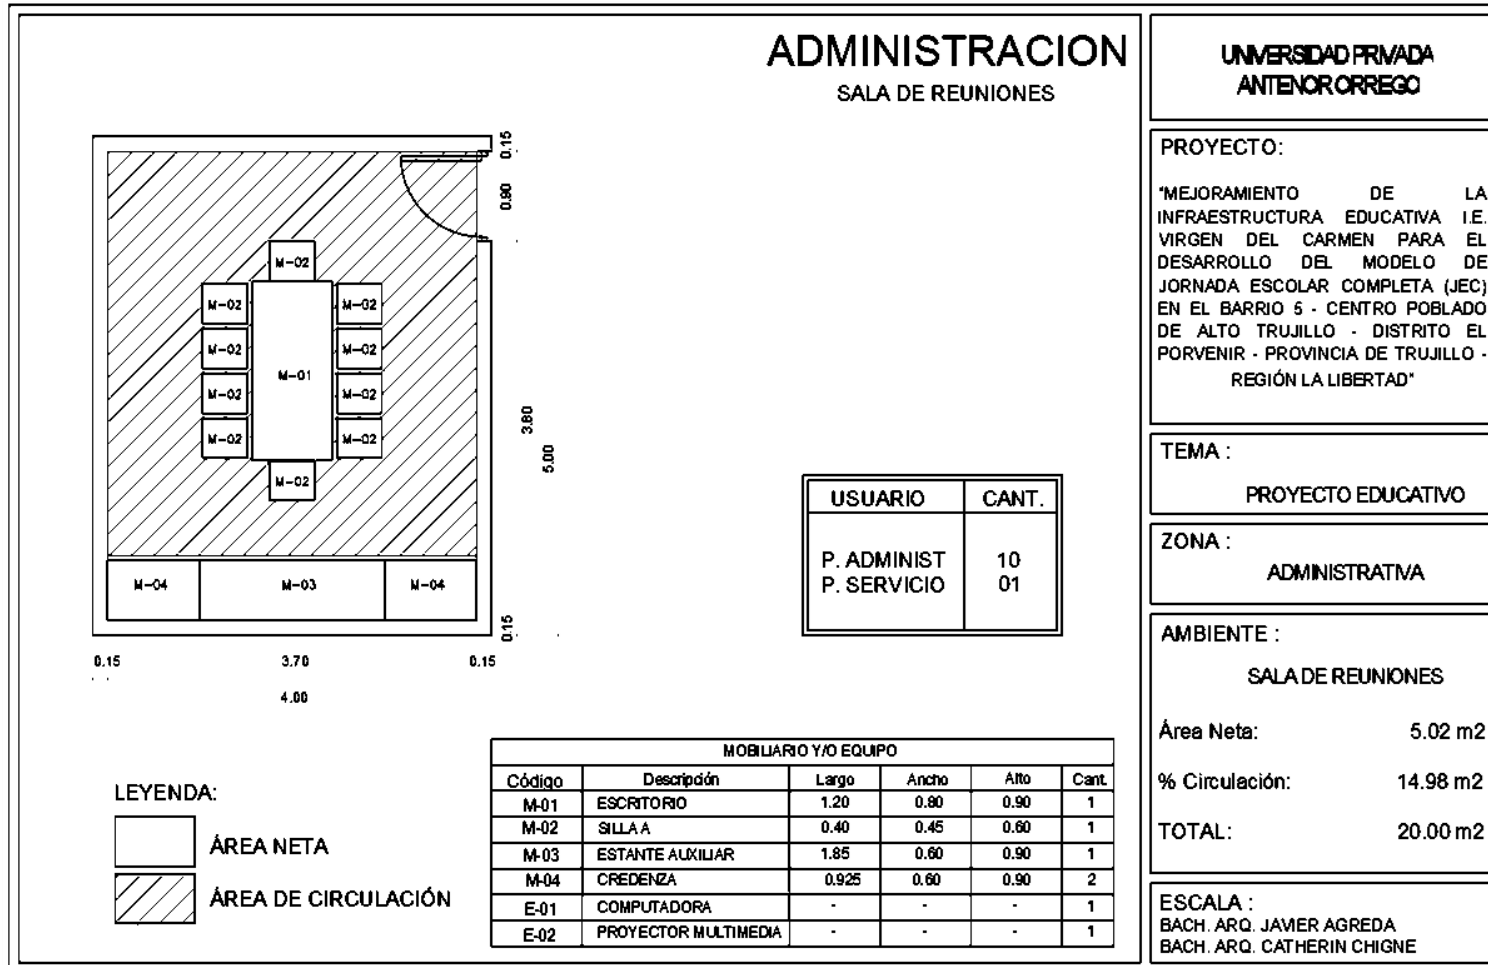 ADMINISTRACION
SALA DE REUNIONES
0.15
0.90
M-02
M-02 M-02
M-02 M-02
M-01
M-02 M-02
M-02 M-02
M-02
3.80
5.00
M-04 M-03 M-04
0.15
0.15 3.70 0.15
4.00
USUARIO CANT.
P. ADMINIST 10
P. SERVICIO 01
LEYENDA:
ÁREA NETA
ÁREA DE CIRCULACIÓN
MOBILIARIO Y/O EQUIPO
Código Descripción Largo Ancho Alto Cant.
M-01 ESCRITORIO 1.20 0.80 0.90 1
M-02 SILLA A 0.40 0.45 0.60 1
M-03 ESTANTE AUXILIAR 1.85 0.60 0.90 1
M-04 CREDENZA 0.925 0.60 0.90 2
E-01 COMPUTADORA - - - 1
E-02 PROYECTOR MULTIMEDIA - - - 1
UNIVERSIDAD PRIVADA
ANTENOR ORREGO
PROYECTO:
"MEJORAMIENTO DE LA
INFRAESTRUCTURA EDUCATIVA I.E.
VIRGEN DEL CARMEN PARA EL
DESARROLLO DEL MODELO DE
JORNADA ESCOLAR COMPLETA (JEC)
EN EL BARRIO 5 - CENTRO POBLADO
DE ALTO TRUJILLO - DISTRITO EL
PORVENIR - PROVINCIA DE TRUJILLO -
REGIÓN LA LIBERTAD"
TEMA :
PROYECTO EDUCATIVO
ZONA :
ADMINISTRATIVA
AMBIENTE :
SALA DE REUNIONES
Área Neta: 5.02 m2
% Circulación: 14.98 m2
TOTAL: 20.00 m2
ESCALA :
BACH. ARQ. JAVIER AGREDA
BACH. ARQ. CATHERIN CHIGNE